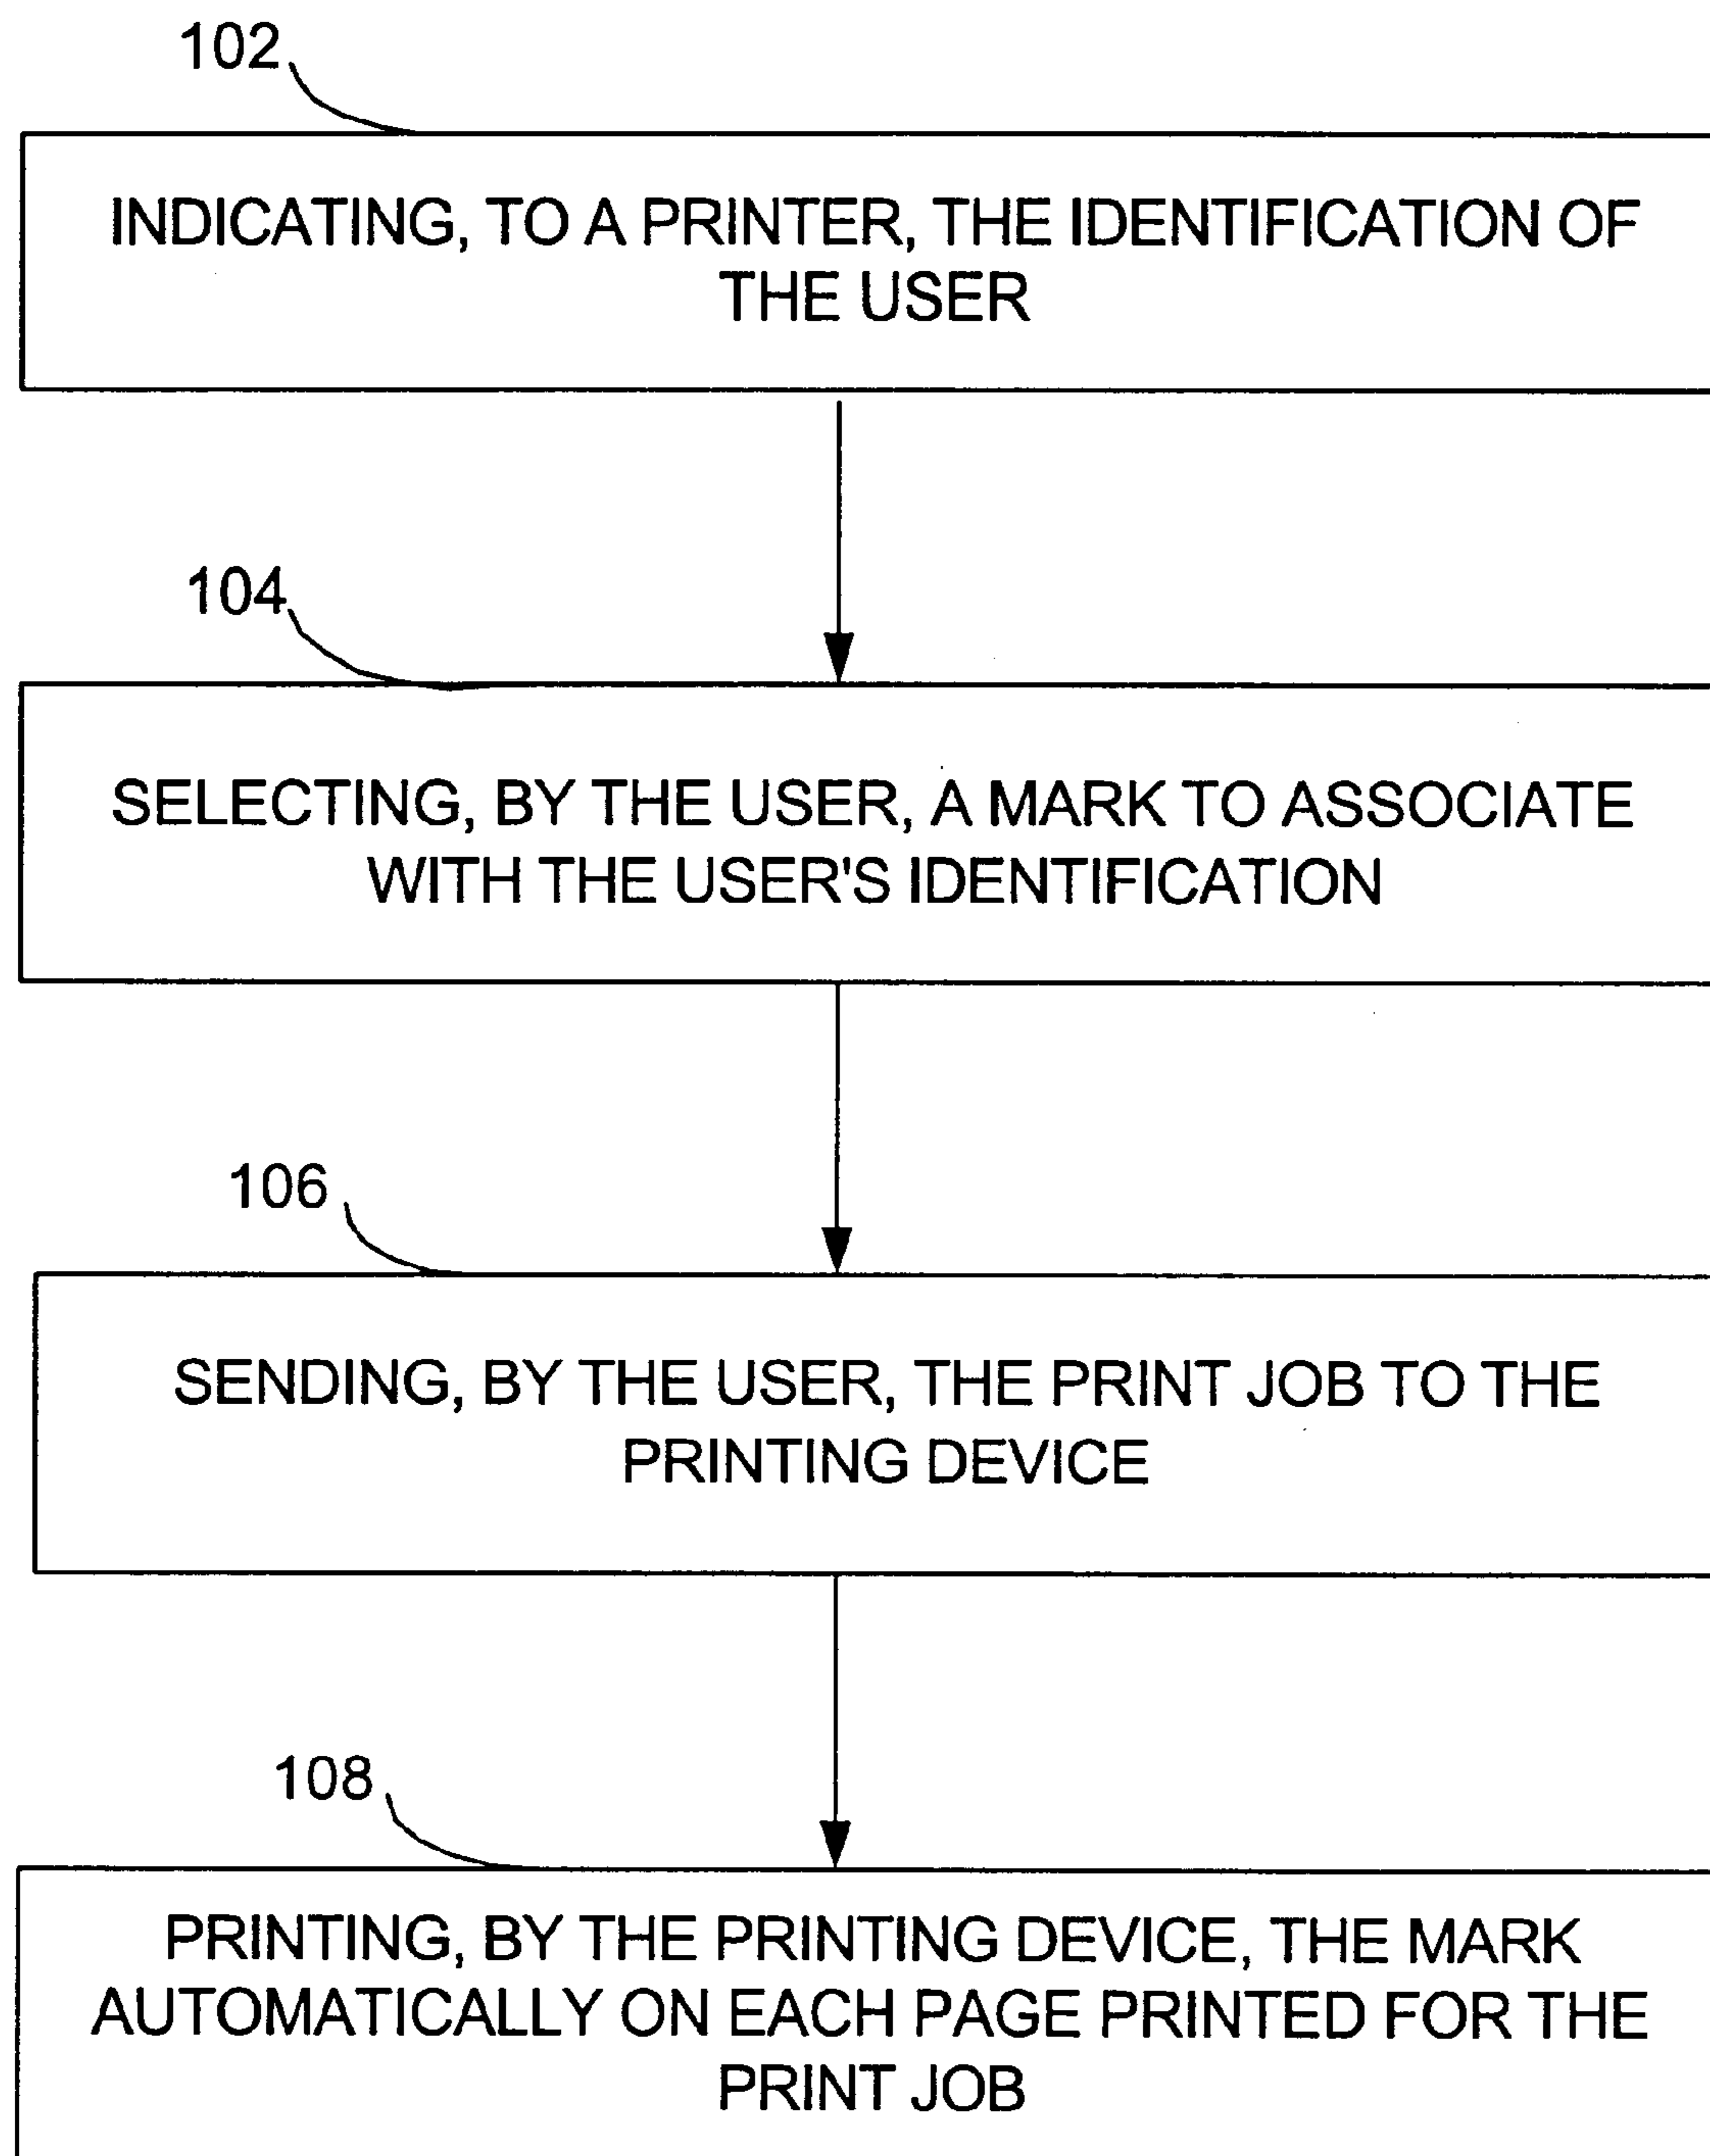 102
INDICATING, TO A PRINTER, THE IDENTIFICATION OF
THE USER
104
SELECTING, BY THE USER, A MARK TO ASSOCIATE
WITH THE USER'S IDENTIFICATION
106
SENDING, BY THE USER, THE PRINT JOB TO THE
PRINTING DEVICE
108
PRINTING, BY THE PRINTING DEVICE, THE MARK
AUTOMATICALLY ON EACH PAGE PRINTED FOR THE
PRINT JOB